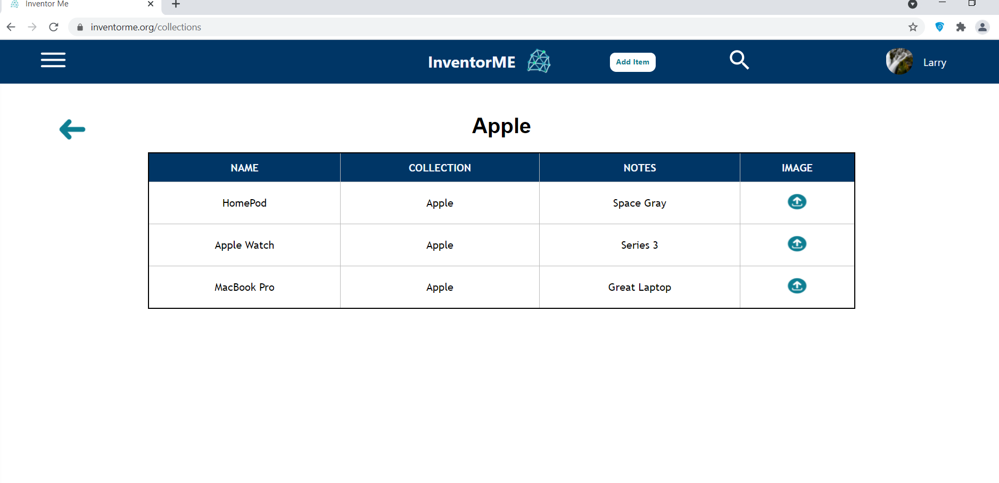 Inventor Me
inventorme.org/collections
InventorME
Add Item
Larry
Apple
NAME COLLECTION NOTES IMAGE
HomePod Apple Space Gray
Apple Watch Apple Series 3
MacBook Pro Apple Great Laptop